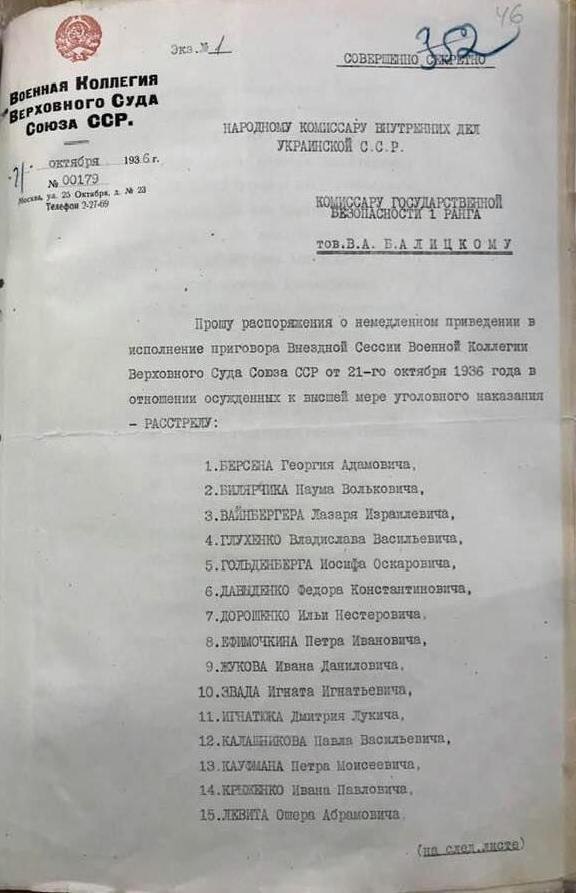 46
Экз.№ 1
382
СОВЕРШЕННО СЕКРЕТНО
Военная Коллегия
Верховного Суда
Союза ССР.
21 октября 1936 г.
№ 00179
Москва, ул. 25 Октября, д. № 23
Телефон 2-27-69
НАРОДНОМУ КОМИССАРУ ВНУТРЕННИХ ДЕЛ
УКРАИНСКОЙ С.С.Р.
КОМИССАРУ ГОСУДАРСТВЕННОЙ
БЕЗОПАСНОСТИ 1 РАНГА
тов.В.А. БАЛИЦКОМУ
Прошу распоряжения о немедленном приведении в
исполнение приговора Внездной Сессии Военной Коллегии
Верховного Суда Союза ССР от 21-го октября 1936 года в
отношении осужденных к высшей мере уголовного наказания
- РАССТРЕЛУ:
1.БЕРСЕНА Георгия Адамовича,
2.БИЛЯРЧИКА Наума Вольковича,
3.ВАЙНБЕРГЕРА Лазаря Израилевича,
4.ГЛУХЕНКО Владислава Васильевича,
5.ГОЛЬДЕНБЕРГА Иосифа Оскаровича,
6.ДАВЫДЕНКО Федора Константиновича,
7.ДОРОШЕНКО Ильи Нестеровича,
8.ЕФИМОЧКИНА Петра Ивановича,
9.ЖУКОВА Ивана Даниловича,
10.ЗВАДА Игната Игнатьевича,
11.ИГНАТЮКА Дмитрия Лукича,
12.КАЛАШНИКОВА Павла Васильевича,
13.КАУФМАНА Петра Моисеевича,
14.КРЫЖЕНКО Ивана Павловича,
15.ЛЕВИТА Ошера Абрамовича
(на след.листе)